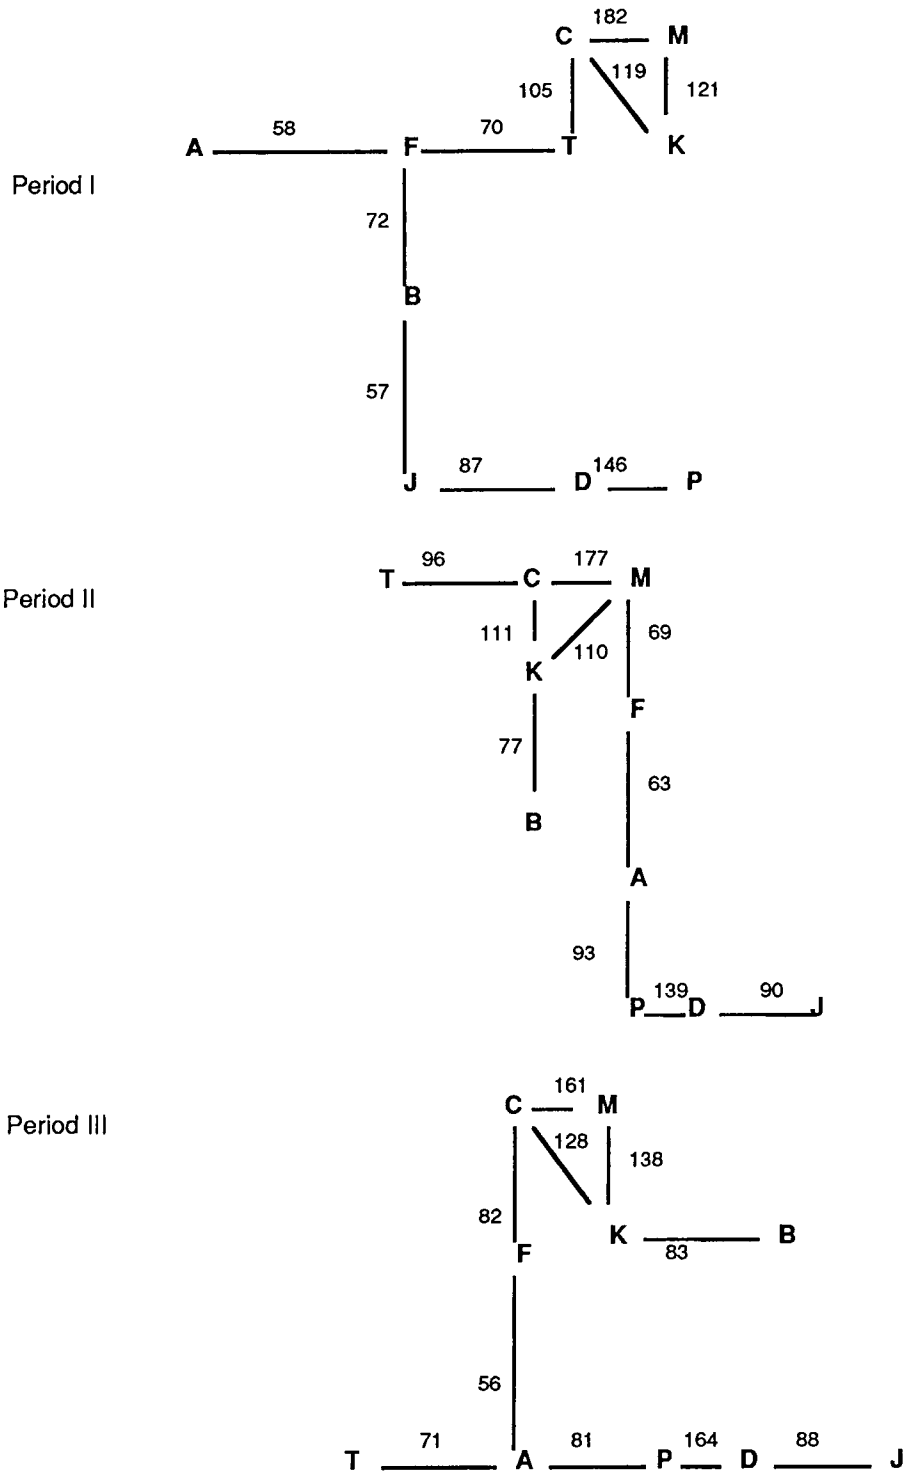 182
C M
119
105 121
58 70
A F T K
Period I
72
B
57
87 146
J D P
96 177
T C M
Period II
111 69
110
K
F
77
63
B
A
93
139 90
P D J
161
C M
Period III
128
138
82
K B
83
F
56
71 81 164 88
T A P D J